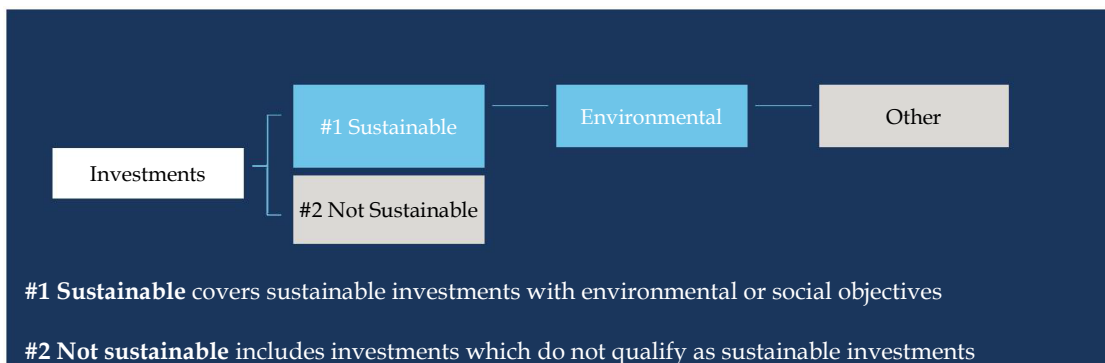 #1 Sustainable
Environmental
Other
Investments
#2 Not Sustainable
#1 Sustainable covers sustainable investments with environmental or social objectives
#2 Not sustainable includes investments which do not qualify as sustainable investments